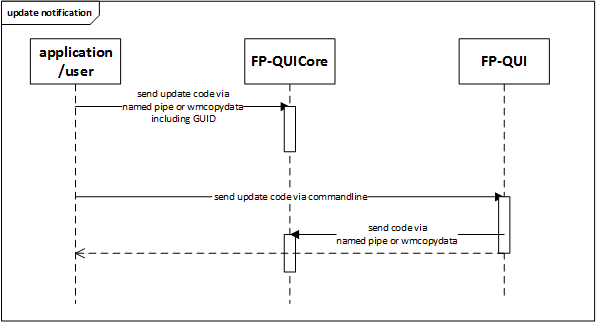 update notification
application
/user
FP-QUICore
FP-QUI
send update code via
named pipe or wmcopydata
including GUID
send update code via commandline
send code via
named pipe or wmcopydata